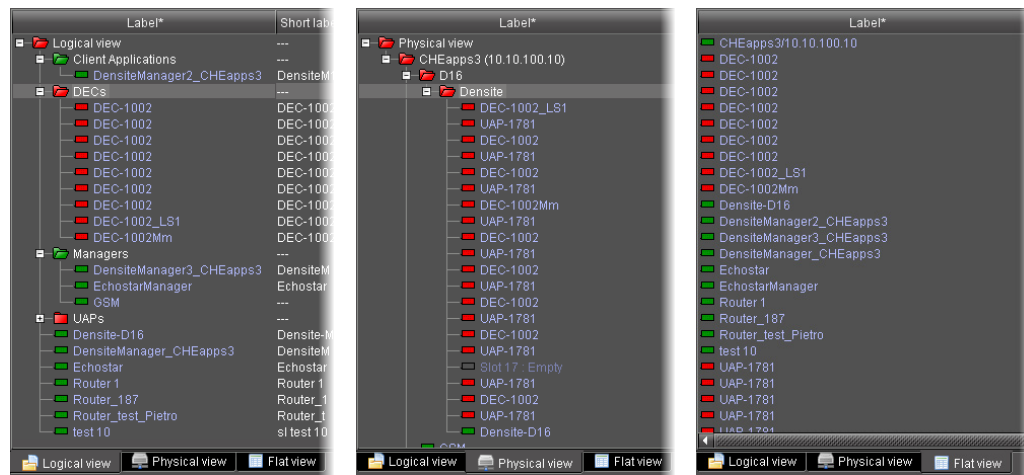 Label* Short labe
Logical view ---
Client Applications ---
DensiteManager2_CHEapps3 DensiteM
DECs ---
DEC-1002 DEC-1002
DEC-1002 DEC-1002
DEC-1002 DEC-1002
DEC-1002 DEC-1002
DEC-1002 DEC-1002
DEC-1002 DEC-1002
DEC-1002 DEC-1002
DEC-1002_LS1 DEC-1002
DEC-1002Mm DEC-1002
Managers ---
DensiteManager3_CHEapps3 DensiteM
EchostarManager Echostar
GSM ---
UAPs ---
Densite-D16 Densite-M
DensiteManager_CHEapps3 DensiteM
Echostar Echostar
Router 1 Router 1
Router_187 Router_1
Router_test_Pietro Router_t
test 10 sl test 10
Logical view Physical view Flat view
Label*
Physical view
CHEapps3 (10.10.100.10)
D16
Densite
DEC-1002_LS1
UAP-1781
DEC-1002
UAP-1781
DEC-1002
UAP-1781
DEC-1002Mm
UAP-1781
DEC-1002
UAP-1781
DEC-1002
UAP-1781
DEC-1002
UAP-1781
DEC-1002
UAP-1781
Slot 17 : Empty
UAP-1781
DEC-1002
UAP-1781
Densite-D16
GSM
Logical view Physical view Flat view
Label*
CHEapps3/10.10.100.10
DEC-1002
DEC-1002
DEC-1002
DEC-1002
DEC-1002
DEC-1002
DEC-1002
DEC-1002_LS1
DEC-1002Mm
Densite-D16
DensiteManager2_CHEapps3
DensiteManager3_CHEapps3
DensiteManager_CHEapps3
Echostar
EchostarManager
Router 1
Router_187
Router_test_Pietro
test 10
UAP-1781
UAP-1781
UAP-1781
UAP-1781
UAP-1781
Logical view Physical view Flat view